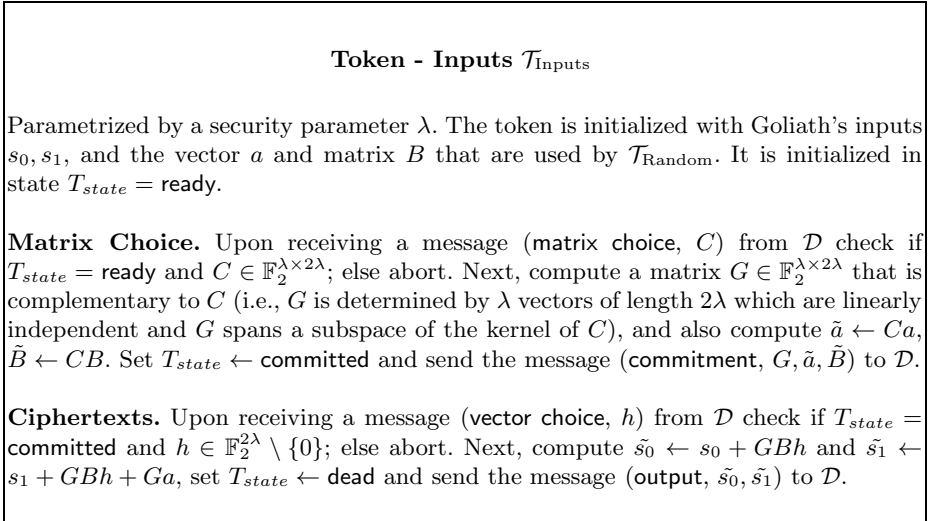 Token - Inputs 𝒯_Inputs
Parametrized by a security parameter λ. The token is initialized with Goliath's inputs
s_0, s_1, and the vector a and matrix B that are used by 𝒯_Random. It is initialized in
state T_state = ready.
Matrix Choice. Upon receiving a message (matrix choice, C) from 𝒟 check if
T_state = ready and C ∈ 𝔽_2^{λ×2λ}; else abort. Next, compute a matrix G ∈ 𝔽_2^{λ×2λ} that is
complementary to C (i.e., G is determined by λ vectors of length 2λ which are linearly
independent and G spans a subspace of the kernel of C), and also compute ã ← Ca,
B̃ ← CB. Set T_state ← committed and send the message (commitment, G, ã, B̃) to 𝒟.
Ciphertexts. Upon receiving a message (vector choice, h) from 𝒟 check if T_state =
committed and h ∈ 𝔽_2^{2λ} \ {0}; else abort. Next, compute s̃_0 ← s_0 + GBh and s̃_1 ←
s_1 + GBh + Ga, set T_state ← dead and send the message (output, s̃_0, s̃_1) to 𝒟.